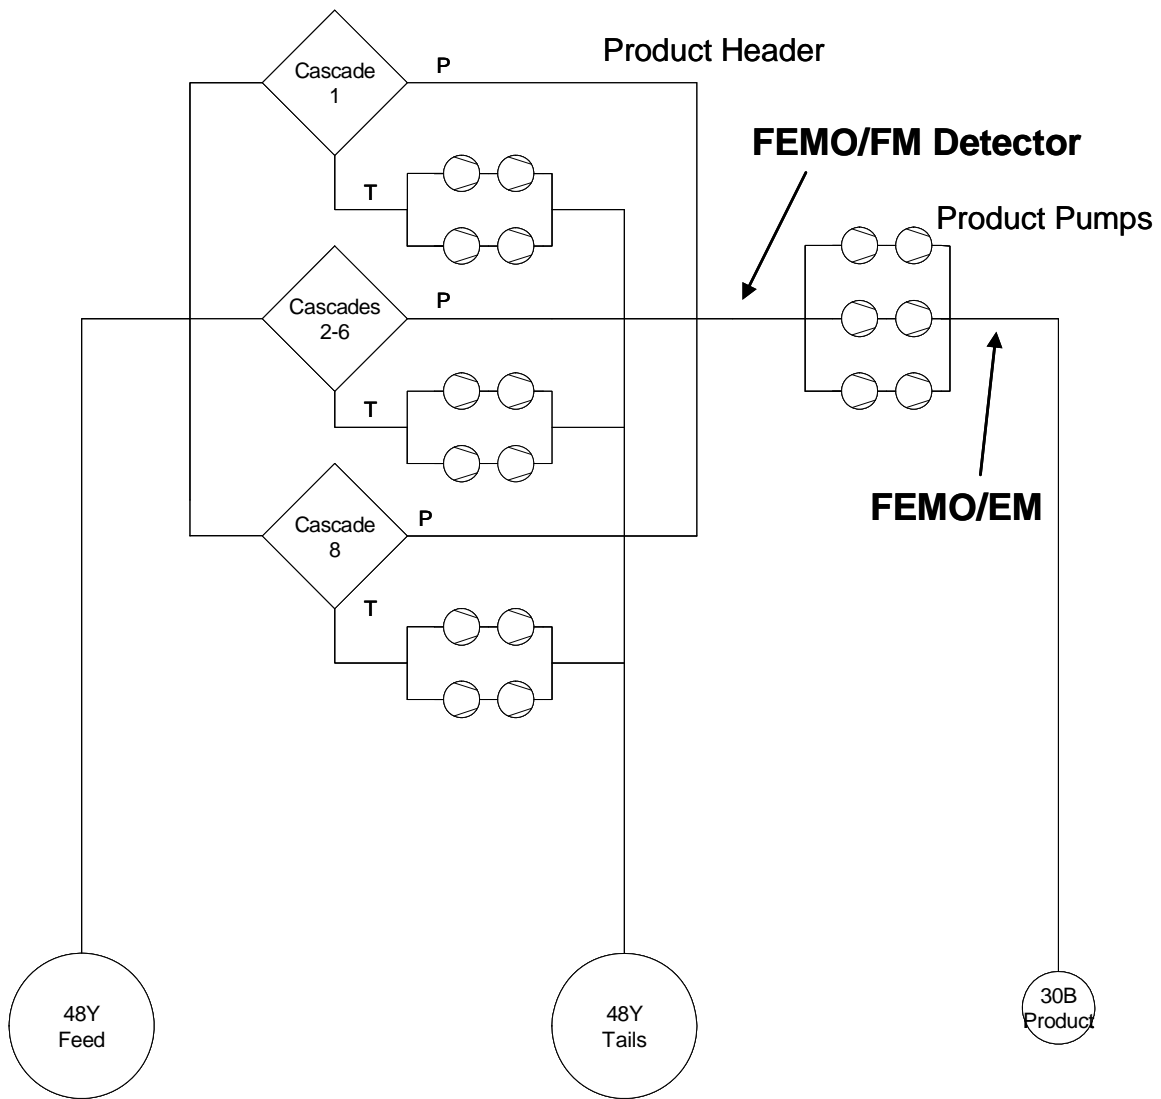 Product Header
Cascade
1
P
FEMO/FM Detector
T
Product Pumps
Cascades
2-6
P
T
FEMO/EM
Cascade
8
P
T
48Y
Feed
48Y
Tails
30B
Product